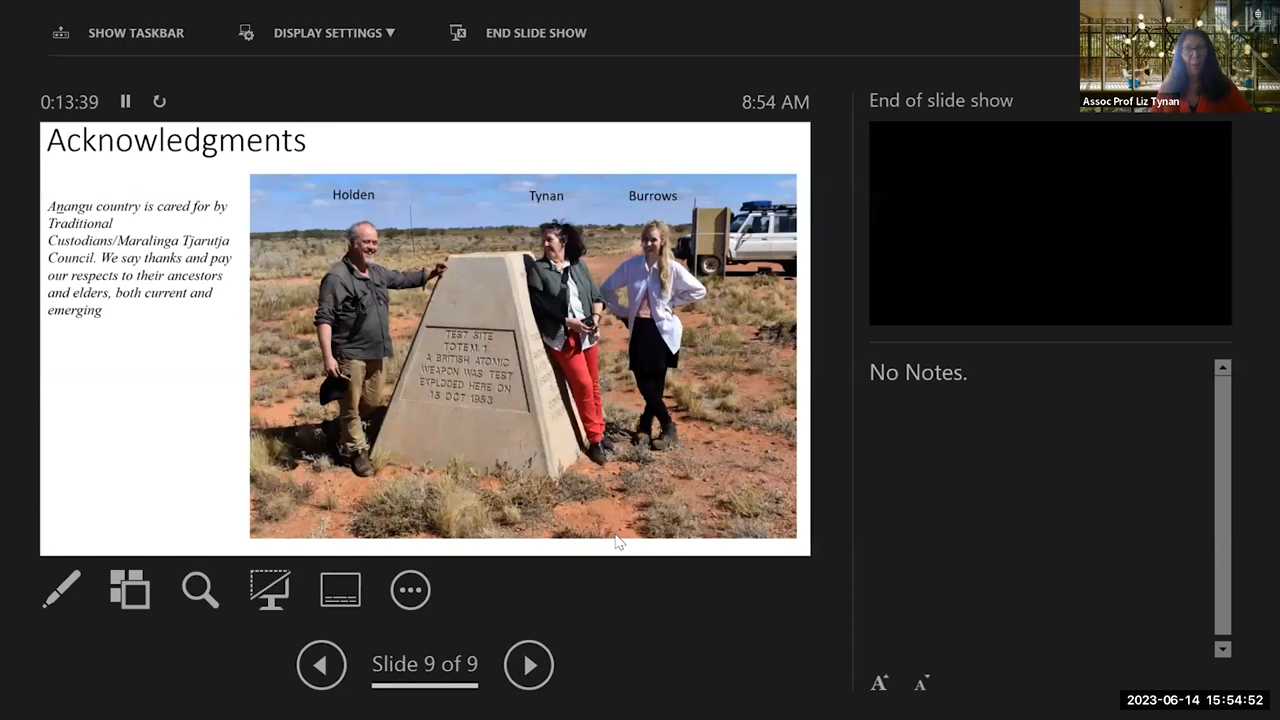 SHOW TASKBAR
DISPLAY SETTINGS ▼
END SLIDE SHOW
Assoc Prof Liz Tynan
0:13:39
8:54 AM
End of slide show
Acknowledgments
Anangu country is cared for by
Traditional
Custodians/Maralinga Tjarutja
Council. We say thanks and pay
our respects to their ancestors
and elders, both current and
emerging
Holden
Tynan
Burrows
TEST SITE
TOTEM 1
A BRITISH ATOMIC
WEAPON WAS TEST
EXPLODED HERE ON
15 OCT 1953
No Notes.
Slide 9 of 9
A
A
2023-06-14 15:54:52